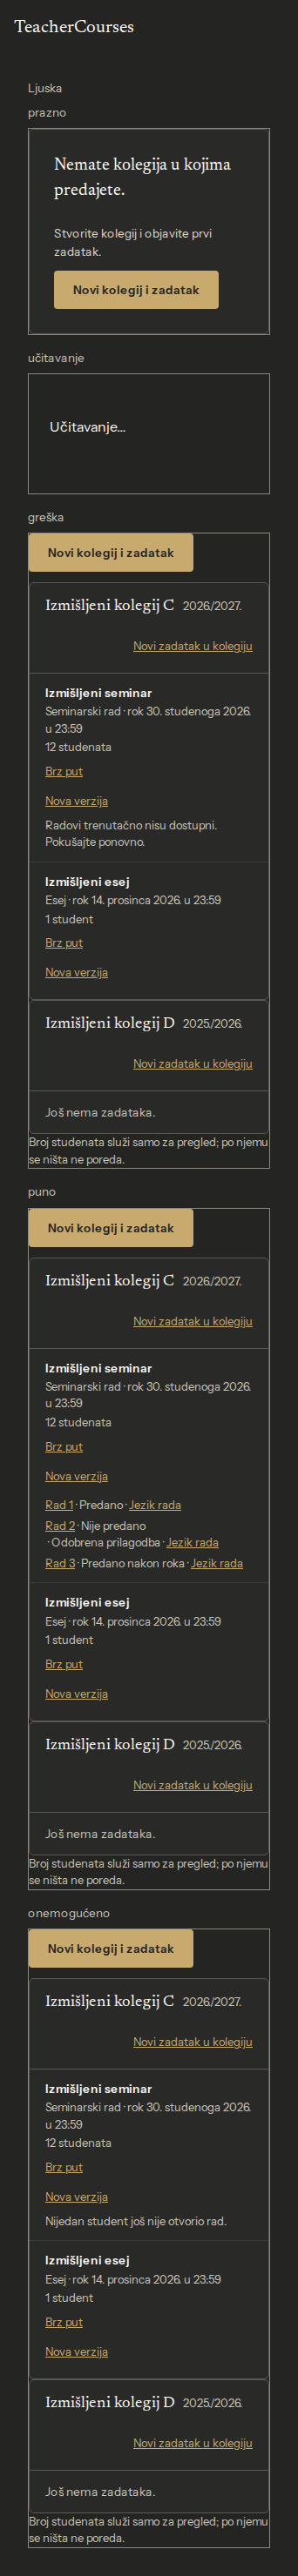 TeacherCourses
Ljuska
prazno
Nemate kolegija u kojima
predajete.
Stvorite kolegij i objavite prvi
zadatak.
Novi kolegij i zadatak
učitavanje
Učitavanje…
greška
Novi kolegij i zadatak
Izmišljeni kolegij C 2026./2027.
Novi zadatak u kolegiju
Izmišljeni seminar
Seminarski rad · rok 30. studenoga 2026.
u 23:59
12 studenata
Brz put
Nova verzija
Radovi trenutačno nisu dostupni.
Pokušajte ponovno.
Izmišljeni esej
Esej · rok 14. prosinca 2026. u 23:59
1 student
Brz put
Nova verzija
Izmišljeni kolegij D 2025./2026.
Novi zadatak u kolegiju
Još nema zadataka.
Broj studenata služi samo za pregled; po njemu
se ništa ne poreda.
puno
Novi kolegij i zadatak
Izmišljeni kolegij C 2026./2027.
Novi zadatak u kolegiju
Izmišljeni seminar
Seminarski rad · rok 30. studenoga 2026.
u 23:59
12 studenata
Brz put
Nova verzija
Rad 1 · Predano · Jezik rada
Rad 2 · Nije predano
· Odobrena prilagodba · Jezik rada
Rad 3 · Predano nakon roka · Jezik rada
Izmišljeni esej
Esej · rok 14. prosinca 2026. u 23:59
1 student
Brz put
Nova verzija
Izmišljeni kolegij D 2025./2026.
Novi zadatak u kolegiju
Još nema zadataka.
Broj studenata služi samo za pregled; po njemu
se ništa ne poreda.
onemogućeno
Novi kolegij i zadatak
Izmišljeni kolegij C 2026./2027.
Novi zadatak u kolegiju
Izmišljeni seminar
Seminarski rad · rok 30. studenoga 2026.
u 23:59
12 studenata
Brz put
Nova verzija
Nijedan student još nije otvorio rad.
Izmišljeni esej
Esej · rok 14. prosinca 2026. u 23:59
1 student
Brz put
Nova verzija
Izmišljeni kolegij D 2025./2026.
Novi zadatak u kolegiju
Još nema zadataka.
Broj studenata služi samo za pregled; po njemu
se ništa ne poreda.